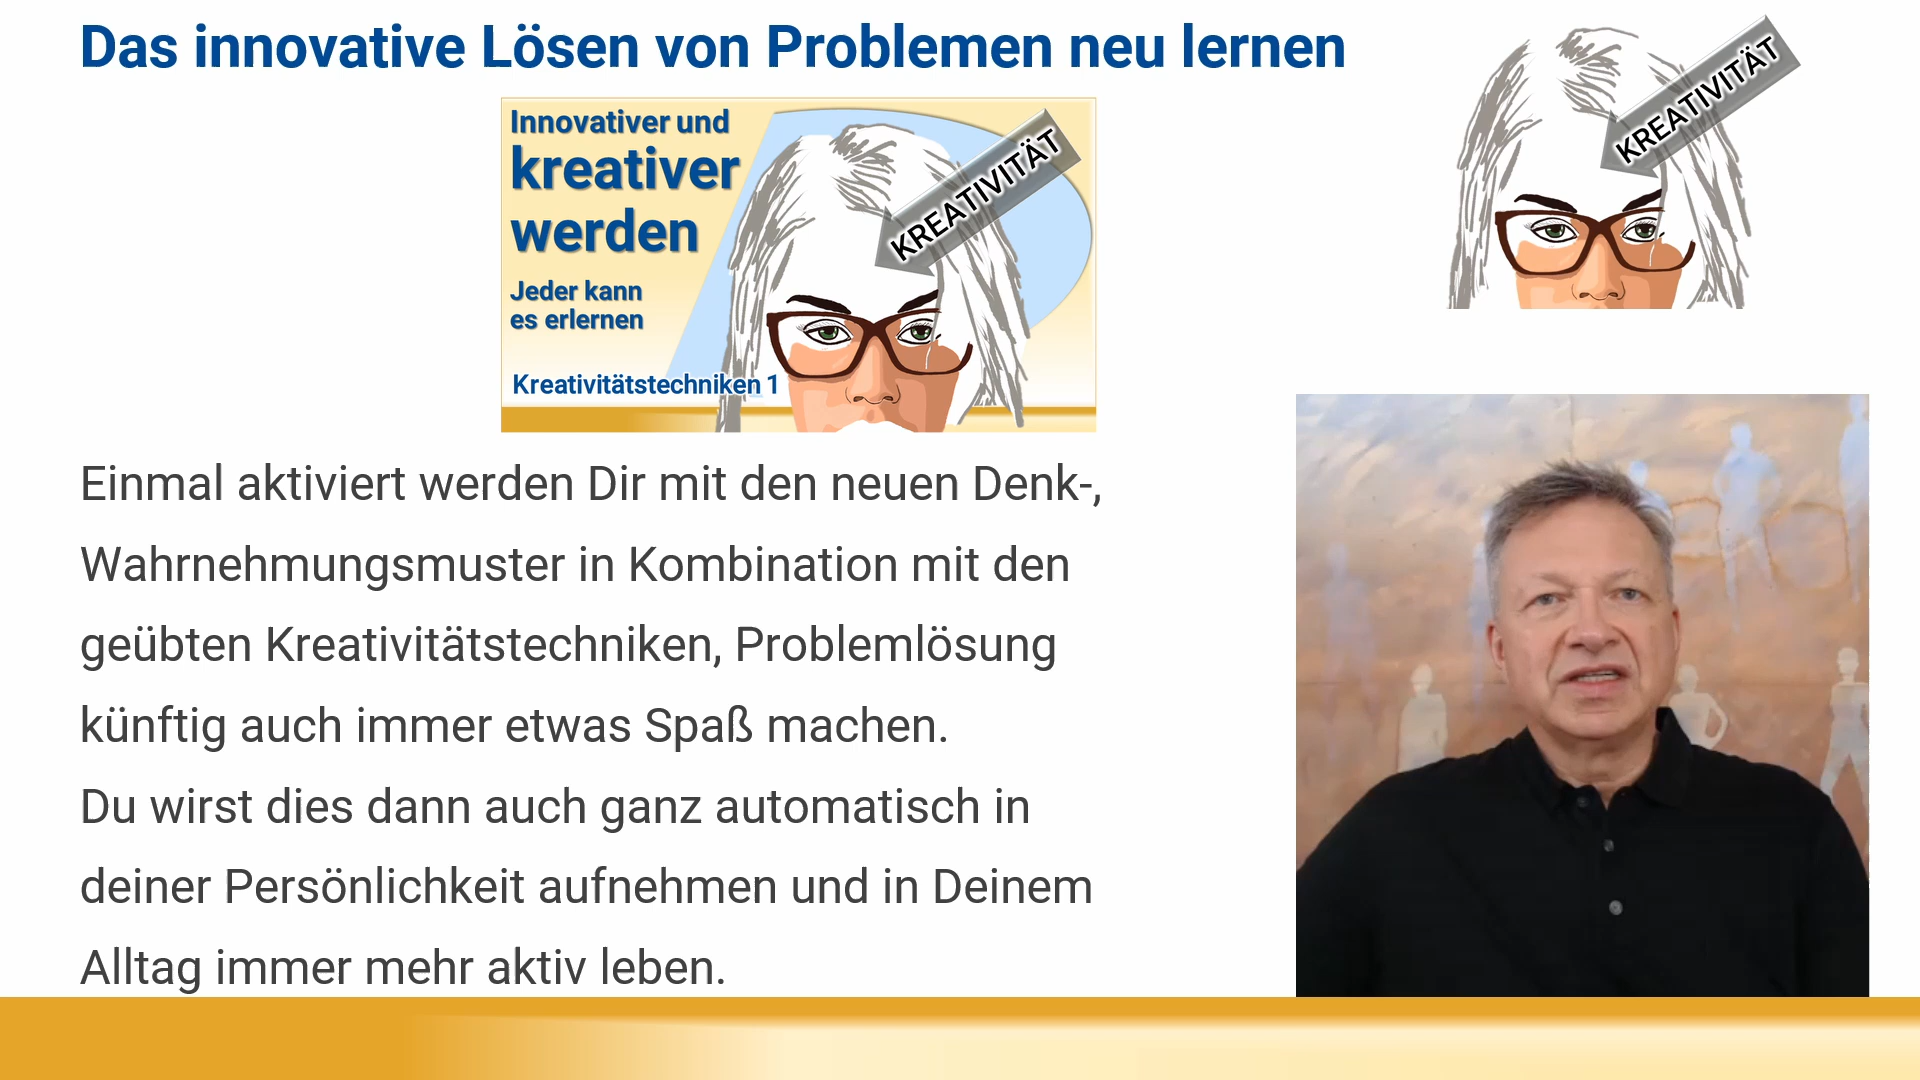 Das innovative Lösen von Problemen neu lernen
KREATIVITÄT
Innovativer und
kreativer
werden
Jeder kann
es erlernen
Kreativitätstechniken 1
KREATIVITÄT
Einmal aktiviert werden Dir mit den neuen Denk-,
Wahrnehmungsmuster in Kombination mit den
geübten Kreativitätstechniken, Problemlösung
künftig auch immer etwas Spaß machen.
Du wirst dies dann auch ganz automatisch in
deiner Persönlichkeit aufnehmen und in Deinem
Alltag immer mehr aktiv leben.